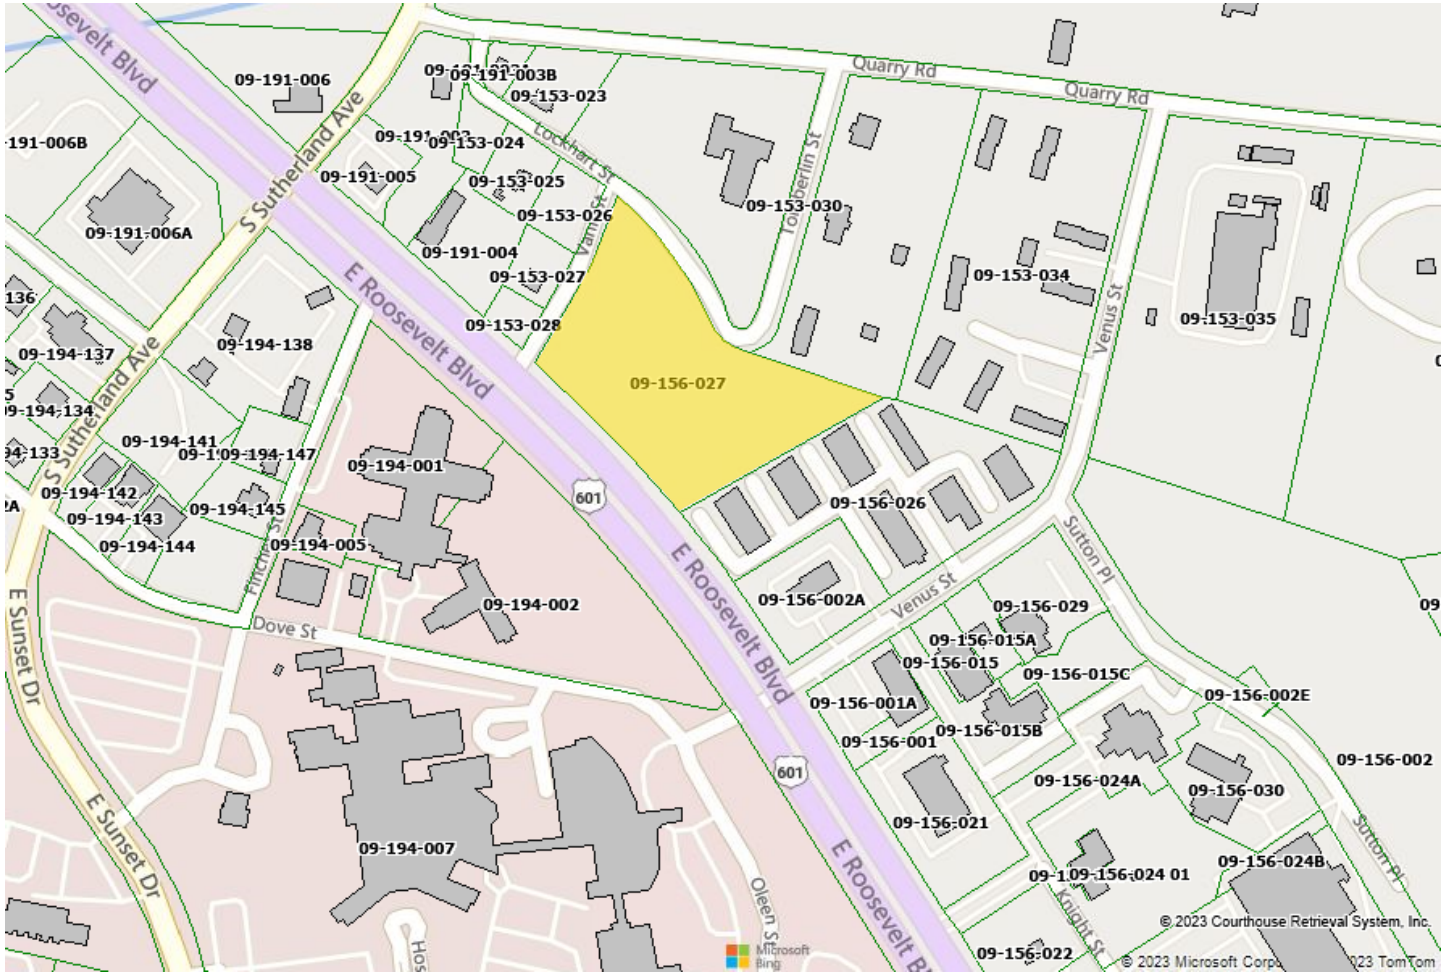 Roosevelt Blvd
09-191-006
S Sutherland Ave
09-191-003B
09-153-023
Quarry Rd
Quarry Rd
-191-006B
09-153-024
Lockhart St
09-191-005
09-153-025
Tomberlin St
09-153-030
09-153-026
09-191-006A
09-191-004
E Roosevelt Blvd
09-153-027
09-153-034
136
Venus St
09-153-035
09-153-028
09-194-138
09-194-137
S Sutherland Ave
09-156-027
09-194-134
09-194-141
09-194-147
94-133
09-194-001
601
09-194-142
2A
09-194-145
09-156-026
09-194-143
09-194-144
09-194-005
Sutton Pl
E Roosevelt Blvd
09-194-002
09-156-002A
Venus St
09-156-029
09
E Sunset Dr
Dove St
09-156-015A
09-156-015
09-156-015C
09-156-001A
09-156-002E
09-156-015B
09-156-001
09-156-002
601
09-156-024A
09-156-030
09-156-021
E Sunset Dr
09-194-007
E Roosevelt Blvd
Sutton Pl
09-156-024B
09-156-024 01
Oleen St
Knight St
Hos
09-156-022
Microsoft
Bing
© 2023 Courthouse Retrieval System, Inc.
© 2023 Microsoft Corp
023 TomTom